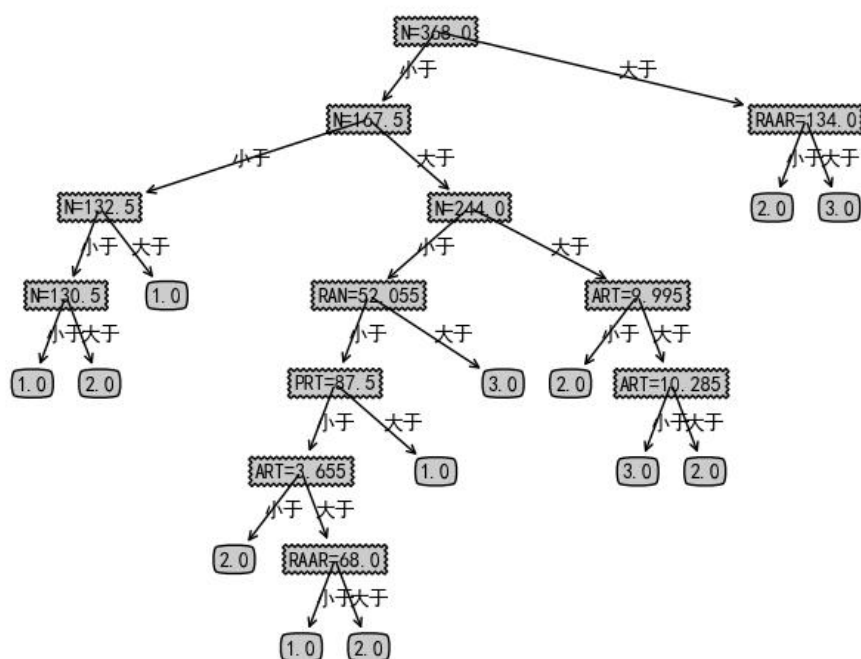 N=368.0
小于
大于
N=167.5
RAAR=134.0
小于
大于
小于
大于
N=132.5
N=244.0
2.0
3.0
小于
大于
小于
大于
N=130.5
1.0
RAN=52.055
ART=9.995
小于
大于
小于
大于
小于
大于
1.0
2.0
PRT=87.5
3.0
2.0
ART=10.285
小于
大于
小于
大于
ART=3.655
1.0
3.0
2.0
小于
大于
2.0
RAAR=68.0
小于
大于
1.0
2.0